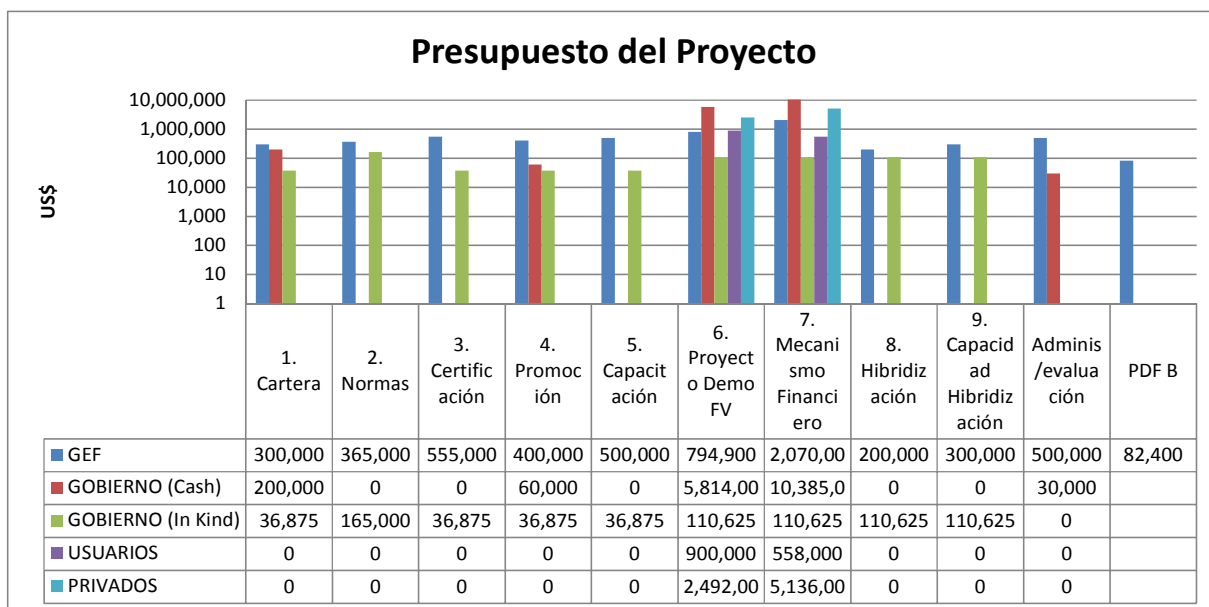 Presupuesto del Proyecto
US$
10,000,000
1,000,000
100,000
10,000
1,000
100
10
1
1. Cartera
2. Normas
3. Certific
ación
4. Promoc
ión
5. Capacit
ación
6. Proyect
o Demo
FV
7. Mecani
smo
Financi
ero
8. Hibridiz
ación
9. Capacid
ad
Hibridiz
ación
Adminis
/evalua
ción
PDF B
GEF 300,000 365,000 555,000 400,000 500,000 794,900 2,070,00 200,000 300,000 500,000 82,400
GOBIERNO (Cash) 200,000 0 0 60,000 0 5,814,00 10,385,0 0 0 30,000
GOBIERNO (In Kind) 36,875 165,000 36,875 36,875 36,875 110,625 110,625 110,625 110,625 0
USUARIOS 0 0 0 0 0 900,000 558,000 0 0 0
PRIVADOS 0 0 0 0 0 2,492,00 5,136,00 0 0 0